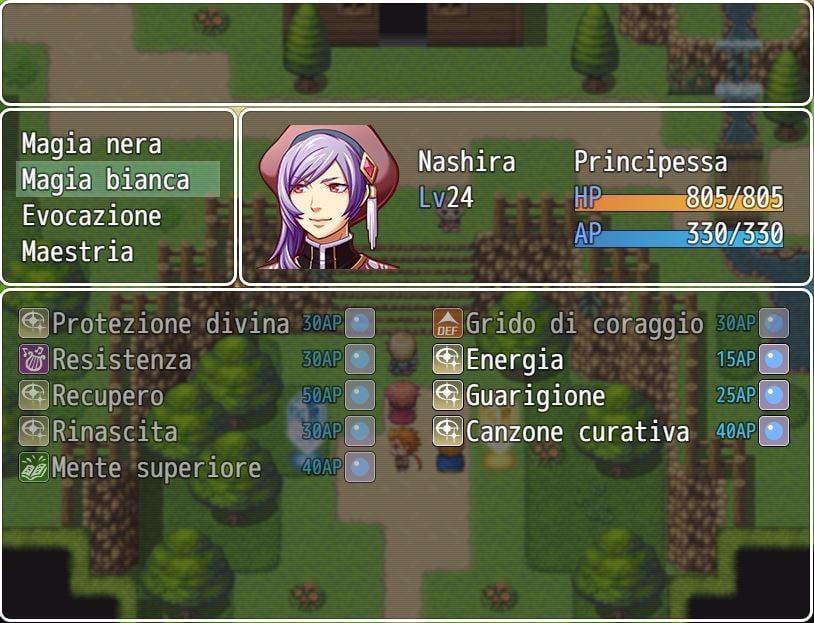 Magia nera
Magia bianca
Evocazione
Maestria
Nashira Principessa
Lv24 HP 805/805
AP 330/330
Protezione divina 30AP Grido di coraggio 30AP
Resistenza 30AP DEF Energia 15AP
Recupero 50AP Guarigione 25AP
Rinascita 30AP Canzone curativa 40AP
Mente superiore 40AP